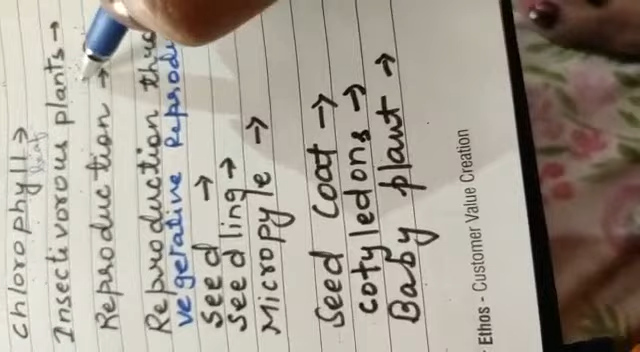 Chlorophyll →
leaf
Insectivorous plants →
Reproduction →
Reproduction
vegetative Reprodu
Seed →
Seedling →
Micropyle →
Seed Coat →
Cotyledons →
Baby plant →
Ethos - Customer Value Creation